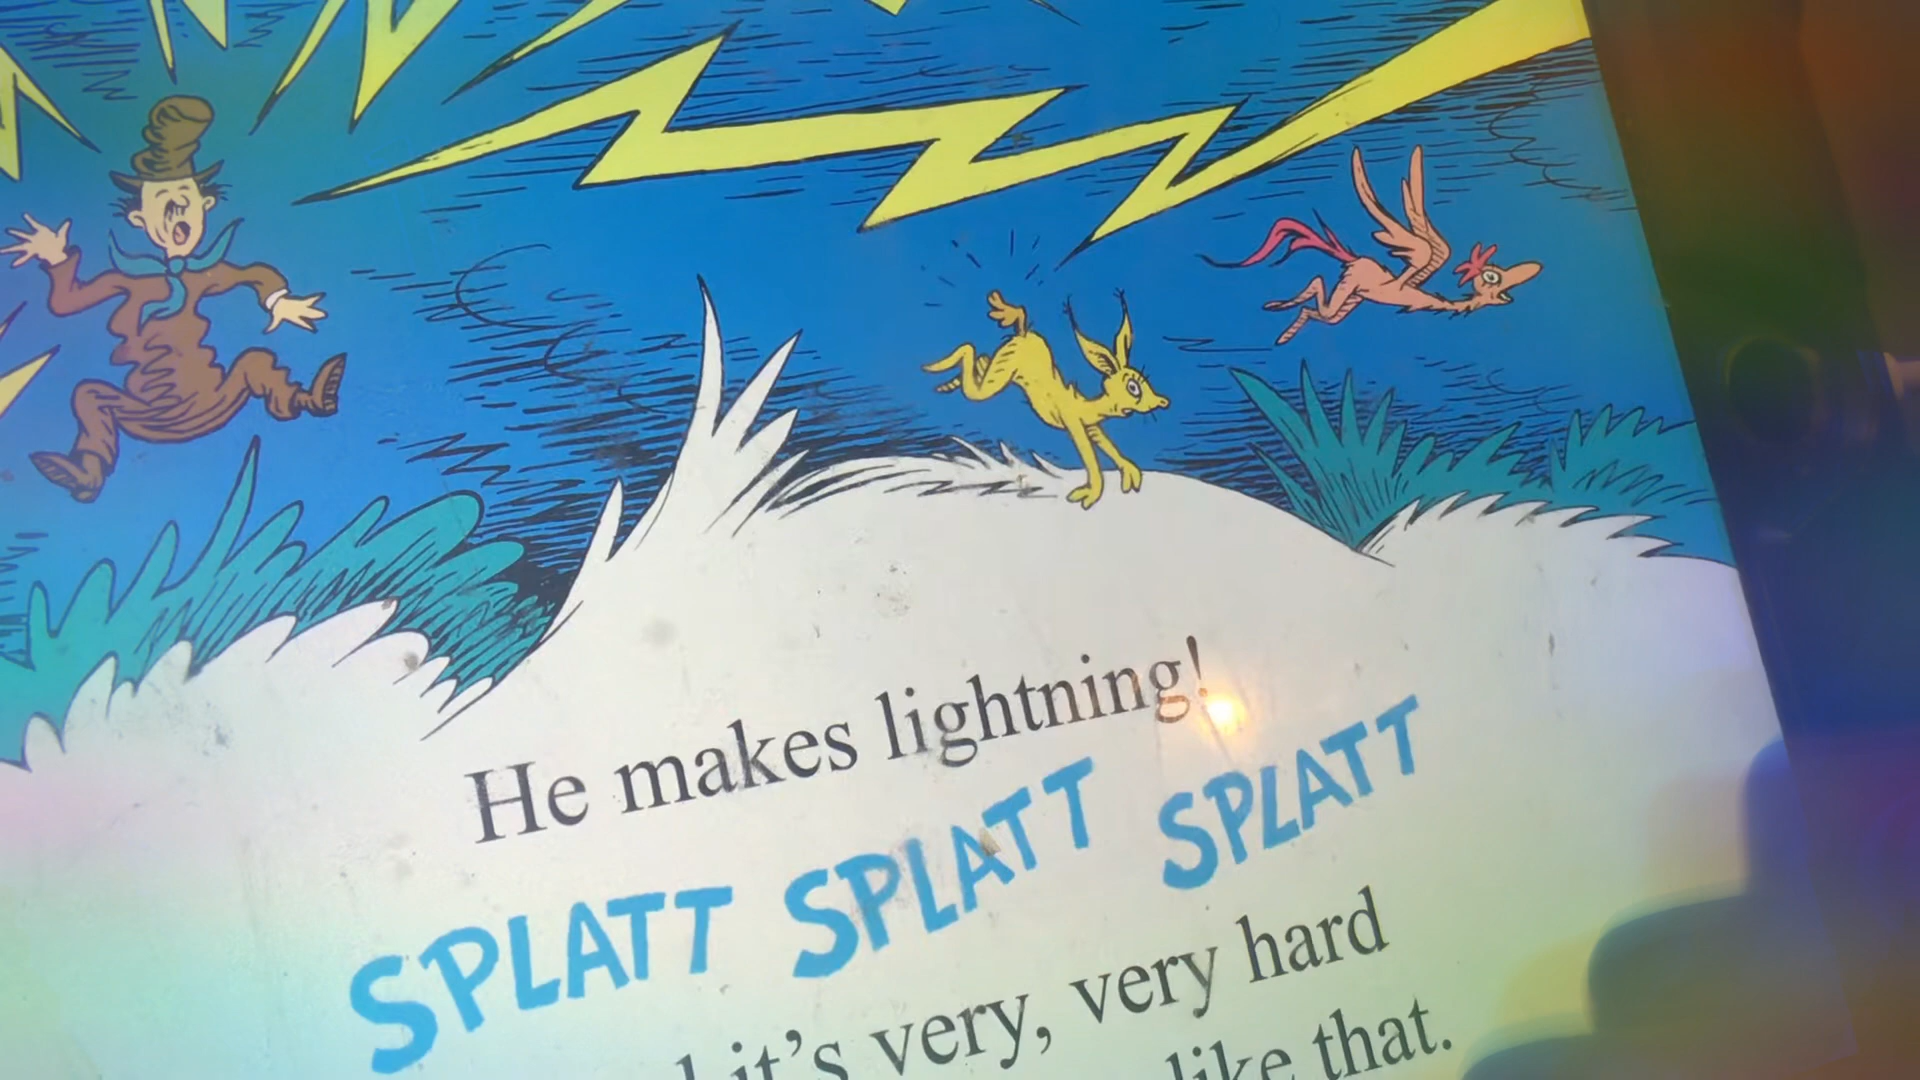 He makes lightning!
SPLATT SPLATT SPLATT
it's very, very hard
like that.